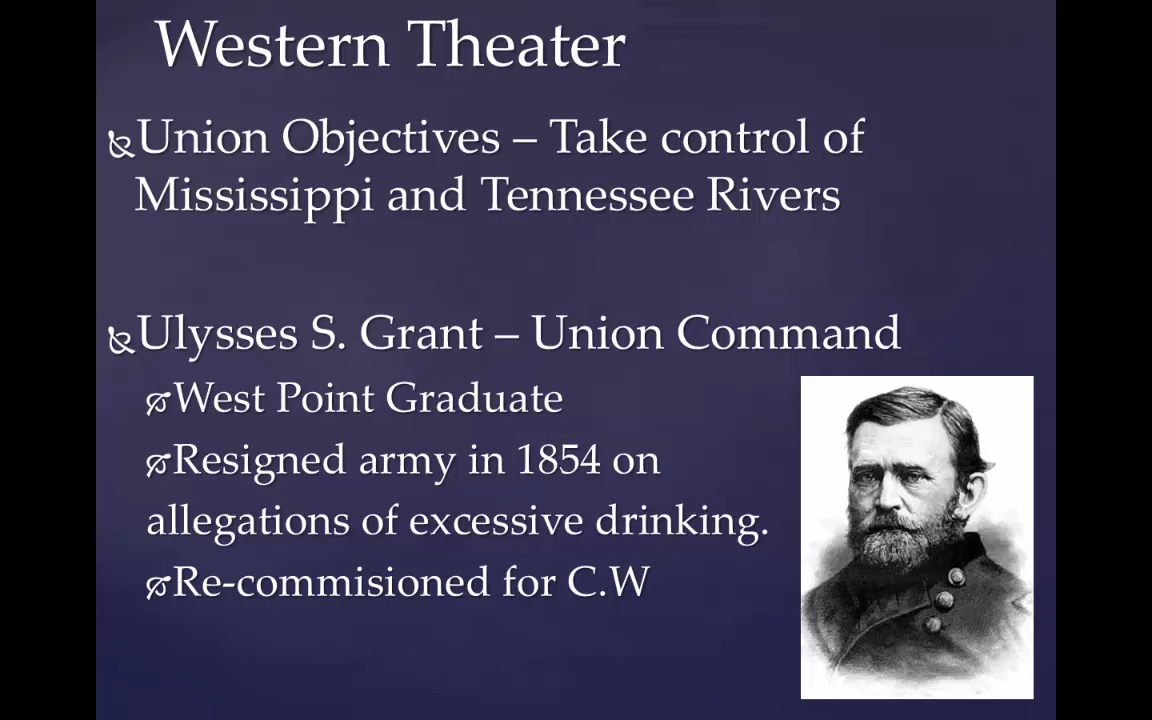 Western Theater
Union Objectives – Take control of
Mississippi and Tennessee Rivers
Ulysses S. Grant – Union Command
West Point Graduate
Resigned army in 1854 on
allegations of excessive drinking.
Re-commisioned for C.W